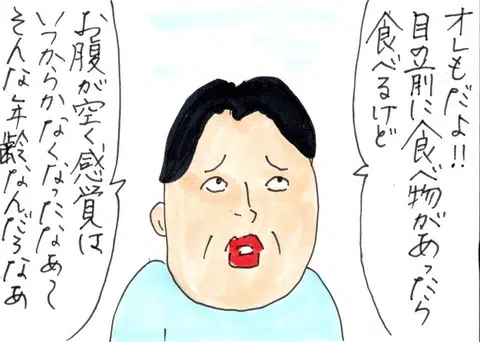 オレもだよ!!
目の前に食べ物があったら
食べるけど
お腹が空く感覚は
いつからかなくなったなあ〜
そんな年齢なんだろなあ